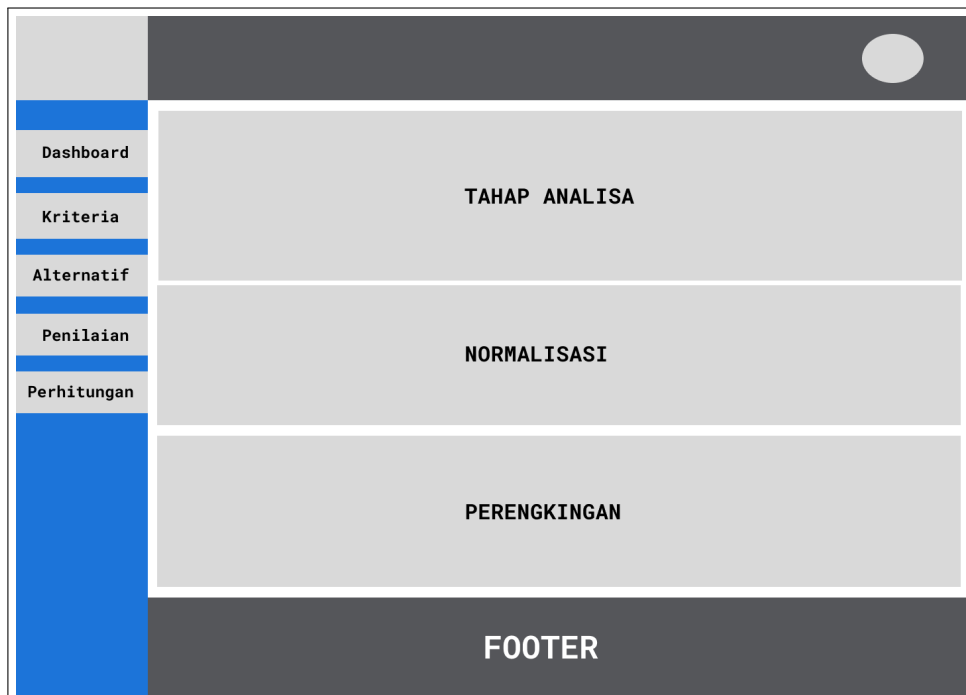 Dashboard
Kriteria
Alternatif
Penilaian
Perhitungan
TAHAP ANALISA
NORMALISASI
PERENGKINGAN
FOOTER